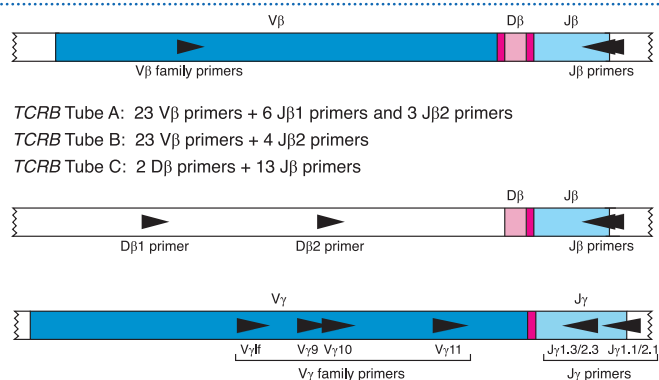 Vβ Dβ Jβ
Vβ family primers Jβ primers
TCRB Tube A: 23 Vβ primers + 6 Jβ1 primers and 3 Jβ2 primers
TCRB Tube B: 23 Vβ primers + 4 Jβ2 primers
TCRB Tube C: 2 Dβ primers + 13 Jβ primers
Dβ Jβ
Dβ1 primer Dβ2 primer Jβ primers
Vγ Jγ
VγIf Vγ9 Vγ10 Vγ11 Jγ1.3/2.3 Jγ1.1/2.1
Vγ family primers Jγ primers